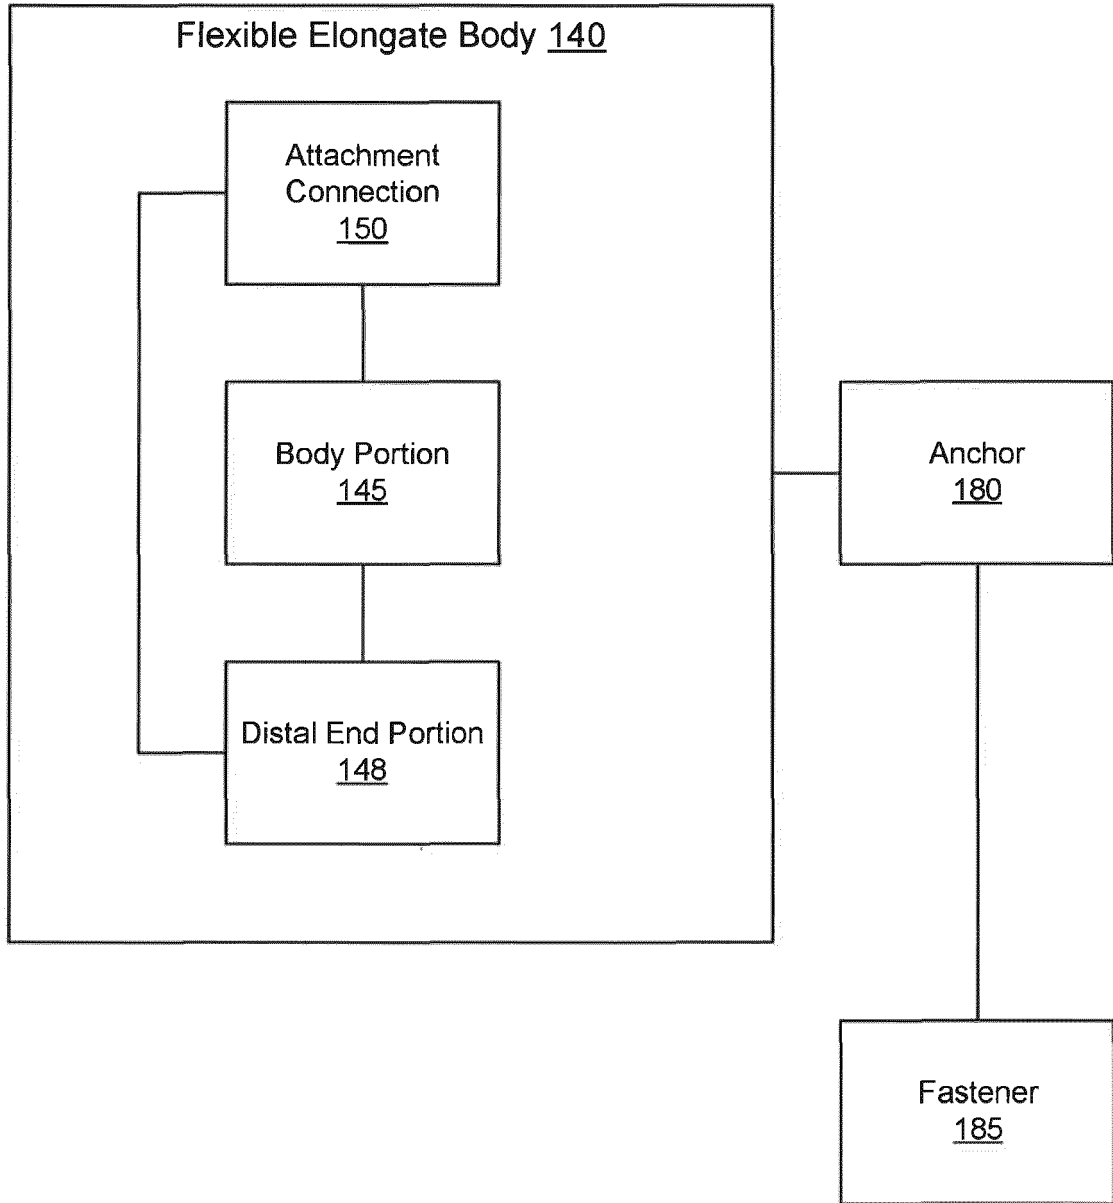 Flexible Elongate Body 140
Attachment
Connection
150
Body Portion
145
Distal End Portion
148
Anchor
180
Fastener
185